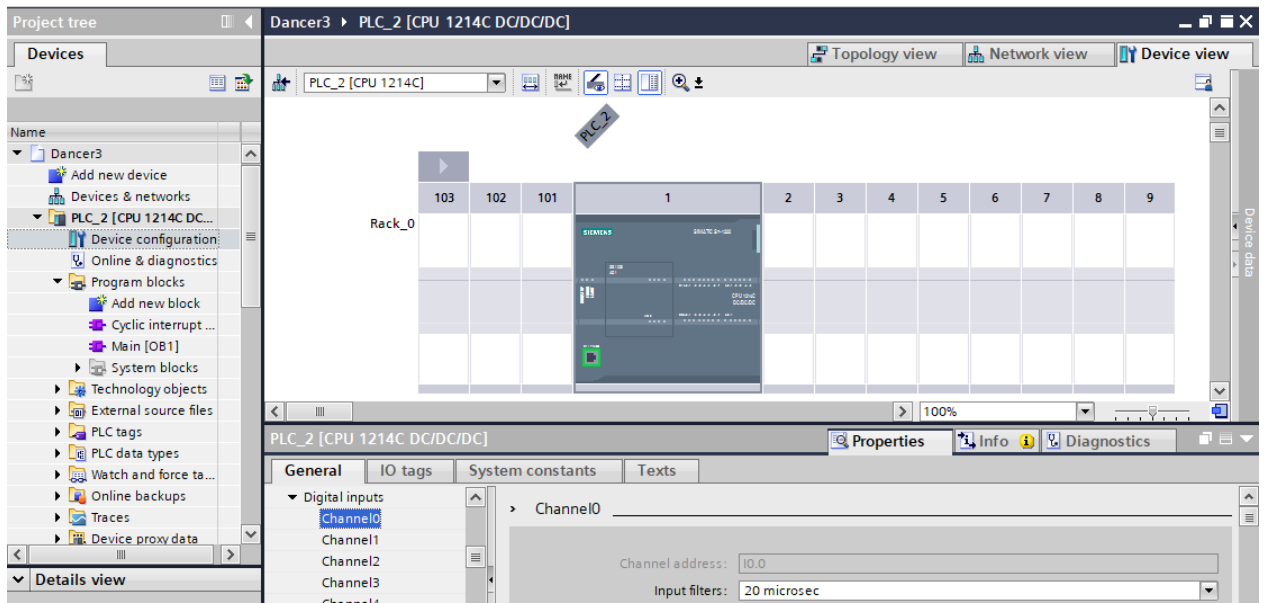 Project tree
Dancer3 PLC_2 [CPU 1214C DC/DC/DC]
Devices
Topology view Network view Device view
PLC_2 [CPU 1214C]
NAME
PLC_2
Name
Dancer3
Add new device
Devices & networks
PLC_2 [CPU 1214C DC...
Device configuration
Online & diagnostics
Program blocks
Add new block
Cyclic interrupt ...
Main [OB1]
System blocks
Technology objects
External source files
PLC tags
PLC data types
Watch and force ta...
Online backups
Traces
Device proxy data
Details view
103 102 101 1 2 3 4 5 6 7 8 9
Rack_0
SIEMENS
CPU 1214C
DC/DC/DC
Device data
100%
PLC_2 [CPU 1214C DC/DC/DC]
Properties Info Diagnostics
General IO tags System constants Texts
Digital inputs
Channel0
Channel1
Channel2
Channel3
Channel0
Channel address: I0.0
Input filters: 20 microsec